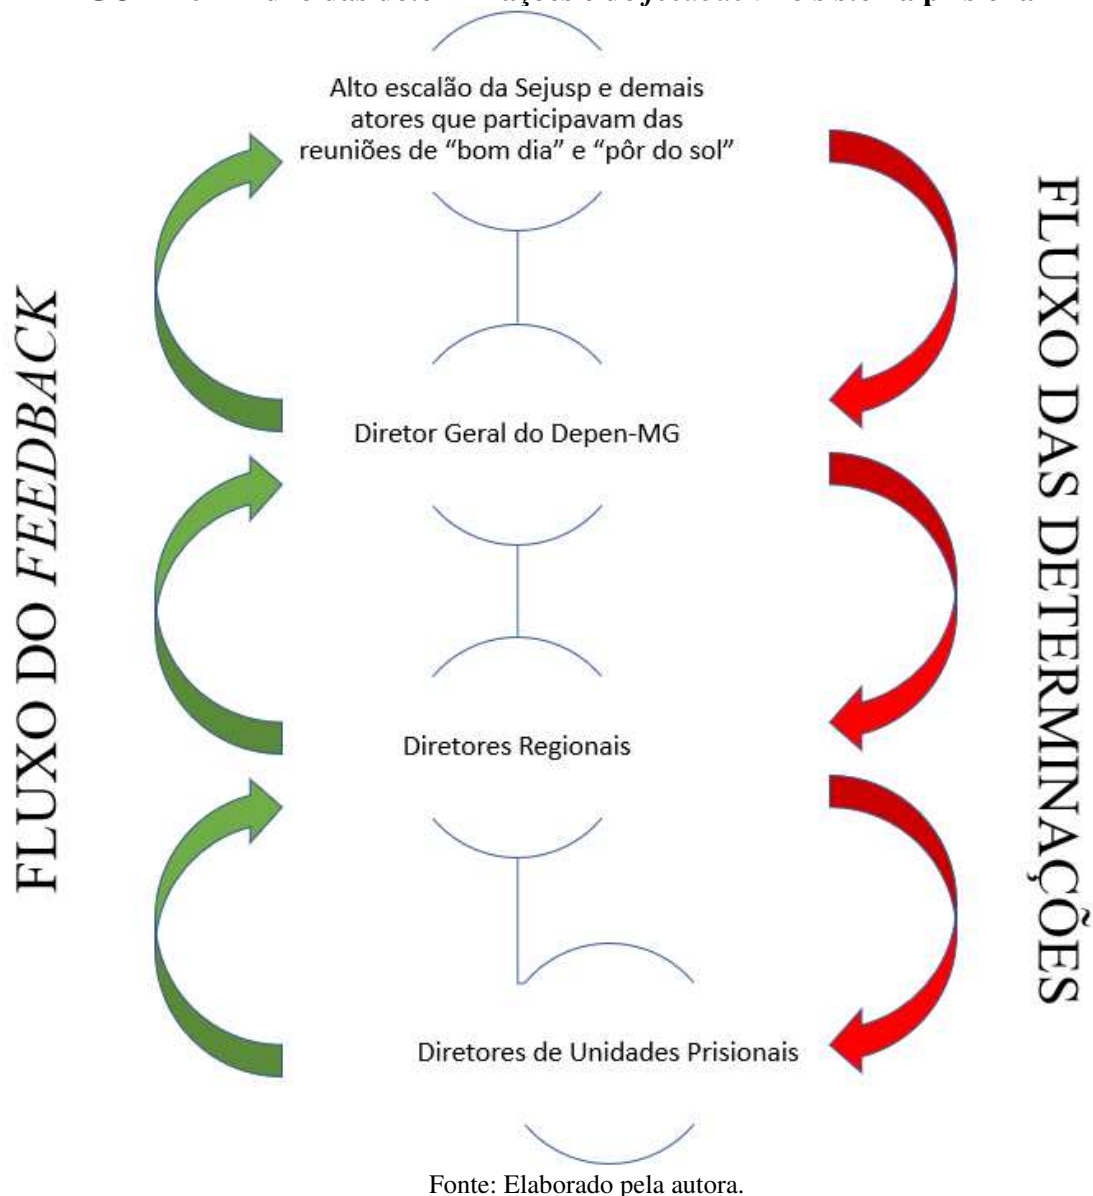 Alto escalão da Sejusp e demais
atores que participavam das
reuniões de “bom dia” e “pôr do sol”
FLUXO DO FEEDBACK
FLUXO DAS DETERMINAÇÕES
Diretor Geral do Depen-MG
Diretores Regionais
Diretores de Unidades Prisionais
Fonte: Elaborado pela autora.